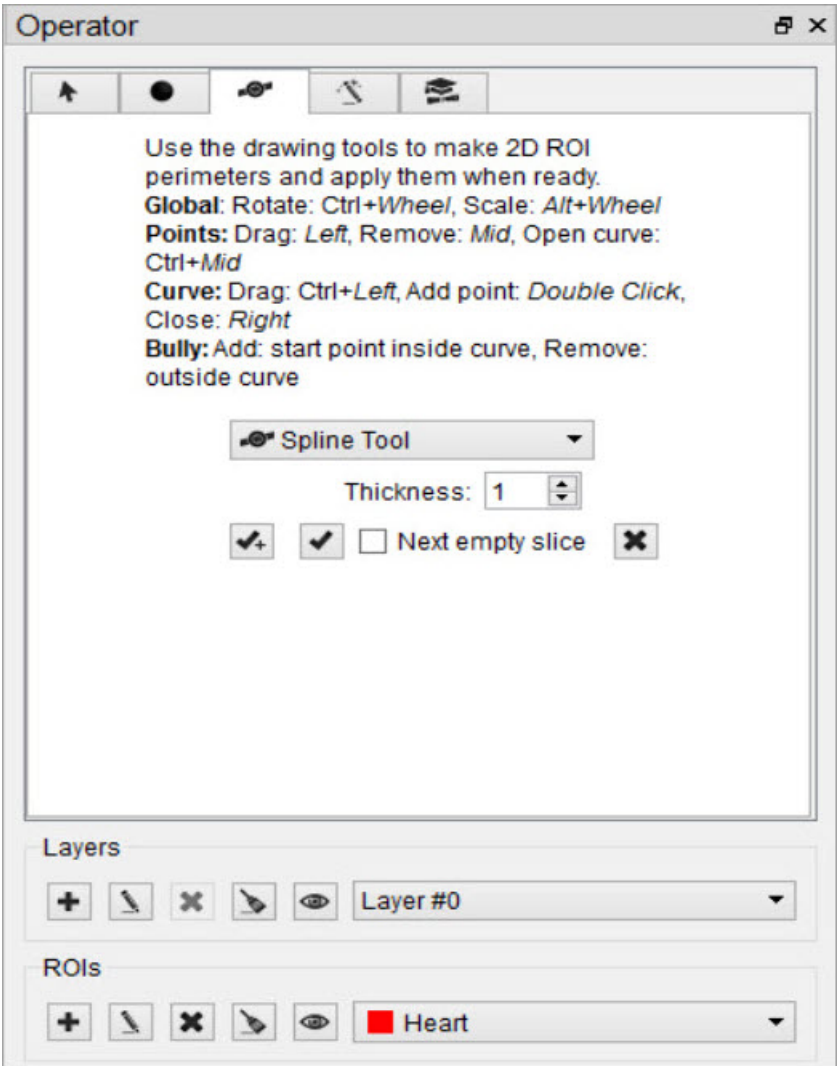 Operator
Use the drawing tools to make 2D ROI
perimeters and apply them when ready.
Global: Rotate: Ctrl+Wheel, Scale: Alt+Wheel
Points: Drag: Left, Remove: Mid, Open curve:
Ctrl+Mid
Curve: Drag: Ctrl+Left, Add point: Double Click,
Close: Right
Bully: Add: start point inside curve, Remove:
outside curve
Spline Tool
Thickness: 1
Next empty slice
Layers
Layer #0
ROIs
Heart